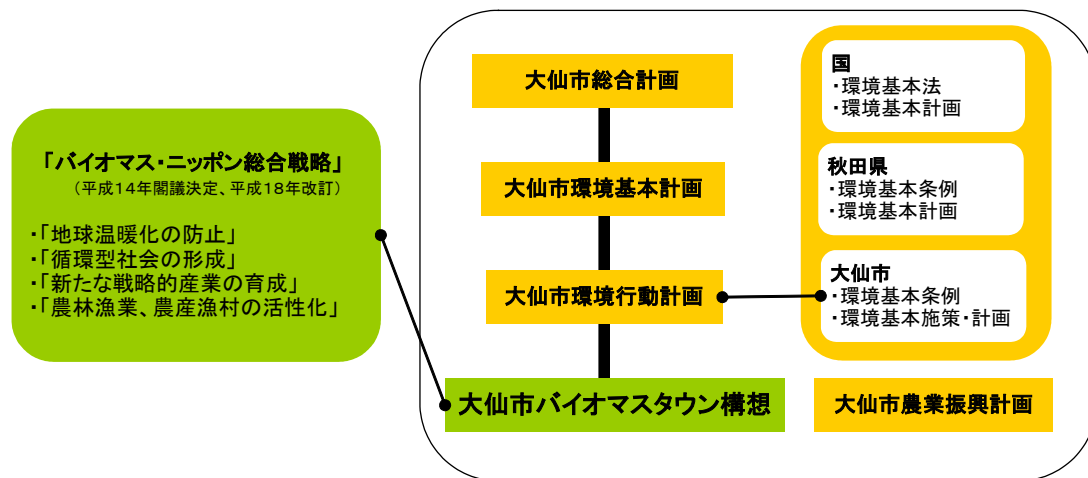 「バイオマス・ニッポン総合戦略」
（平成14年閣議決定、平成18年改訂）
・「地球温暖化の防止」
・「循環型社会の形成」
・「新たな戦略的産業の育成」
・「農林漁業、農産漁村の活性化」
大仙市総合計画
大仙市環境基本計画
大仙市環境行動計画
大仙市バイオマスタウン構想
国
・環境基本法
・環境基本計画
秋田県
・環境基本条例
・環境基本計画
大仙市
・環境基本条例
・環境基本施策・計画
大仙市農業振興計画